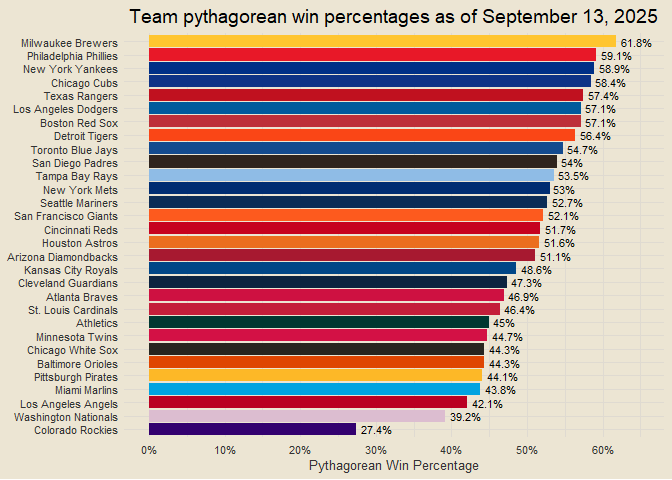 Team pythagorean win percentages as of September 13, 2025
Milwaukee Brewers 61.8%
Philadelphia Phillies 59.1%
New York Yankees 58.9%
Chicago Cubs 58.4%
Texas Rangers 57.4%
Los Angeles Dodgers 57.1%
Boston Red Sox 57.1%
Detroit Tigers 56.4%
Toronto Blue Jays 54.7%
San Diego Padres 54%
Tampa Bay Rays 53.5%
New York Mets 53%
Seattle Mariners 52.7%
San Francisco Giants 52.1%
Cincinnati Reds 51.7%
Houston Astros 51.6%
Arizona Diamondbacks 51.1%
Kansas City Royals 48.6%
Cleveland Guardians 47.3%
Atlanta Braves 46.9%
St. Louis Cardinals 46.4%
Athletics 45%
Minnesota Twins 44.7%
Chicago White Sox 44.3%
Baltimore Orioles 44.3%
Pittsburgh Pirates 44.1%
Miami Marlins 43.8%
Los Angeles Angels 42.1%
Washington Nationals 39.2%
Colorado Rockies 27.4%
0% 10% 20% 30% 40% 50% 60%
Pythagorean Win Percentage